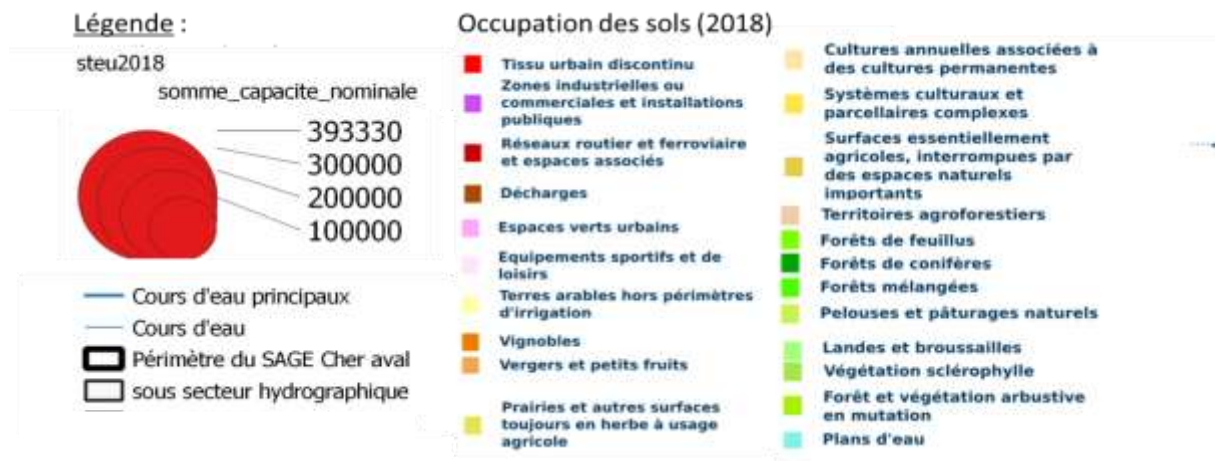 Légende :
steu2018
somme_capacite_nominale
393330
300000
200000
100000
Cours d'eau principaux
Cours d'eau
Périmètre du SAGE Cher aval
sous secteur hydrographique
Occupation des sols (2018)
Tissu urbain discontinu
Zones industrielles ou
commerciales et installations
publiques
Réseaux routier et ferroviaire
et espaces associés
Décharges
Espaces verts urbains
Equipements sportifs et de
loisirs
Terres arables hors périmètres
d'irrigation
Vignobles
Vergers et petits fruits
Prairies et autres surfaces
toujours en herbe à usage
agricole
Cultures annuelles associées à
des cultures permanentes
Systèmes culturaux et
parcellaires complexes
Surfaces essentiellement
agricoles, interrompues par
des espaces naturels
importants
Territoires agroforestiers
Forêts de feuillus
Forêts de conifères
Forêts mélangées
Pelouses et pâturages naturels
Landes et broussailles
Végétation sclérophylle
Forêt et végétation arbustive
en mutation
Plans d'eau